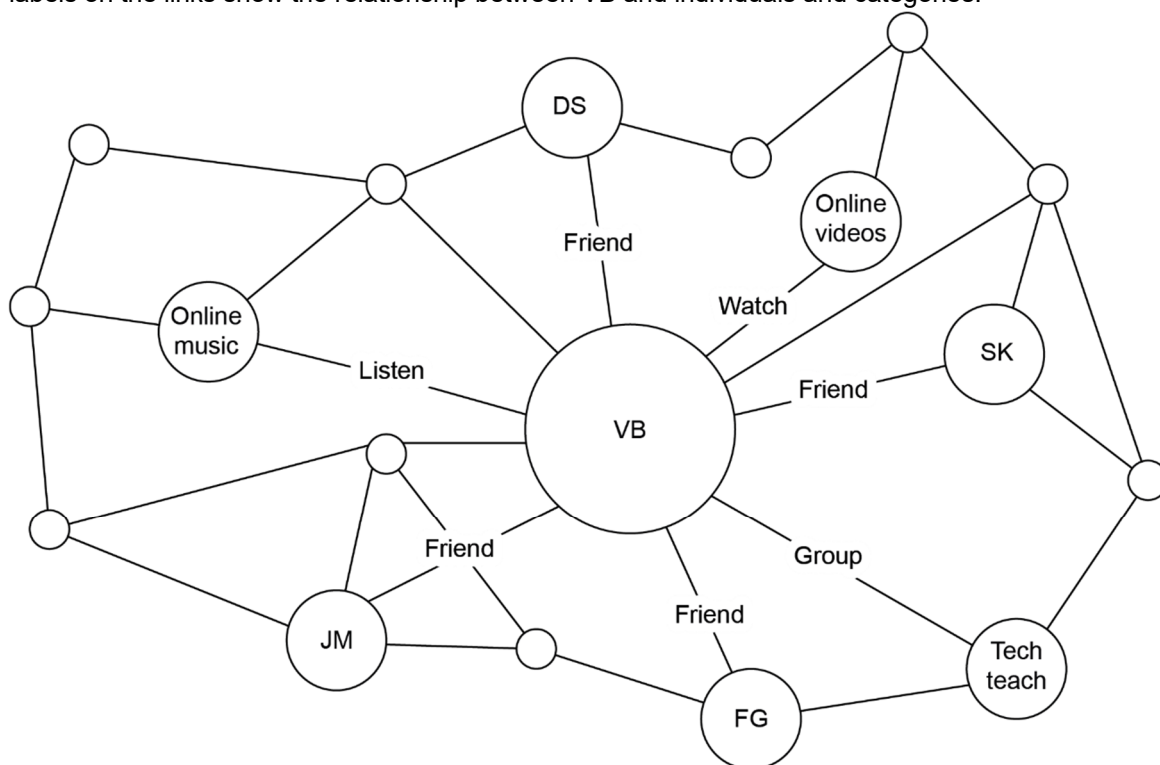 labels on the links show the relationship between VB and individuals and categories.
DS
Online
videos
Friend
Watch
Online
music
SK
Listen
Friend
VB
Friend
Group
Friend
JM
Tech
teach
FG